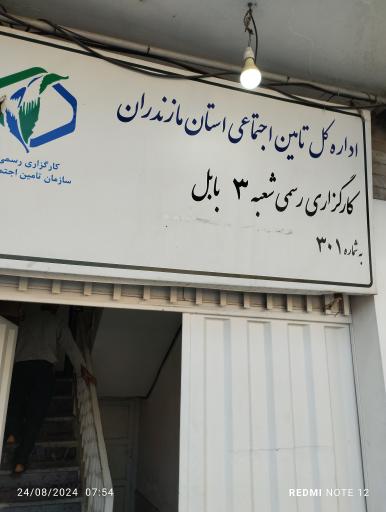 اداره کل تامین اجتماعی استان مازندران
کارگزاری رسمی شعبه ۳ بابل
به شماره ۳۰۱
کارگزاری رسمی
سازمان تامین
24/08/2024 07:54
REDMI NOTE 12